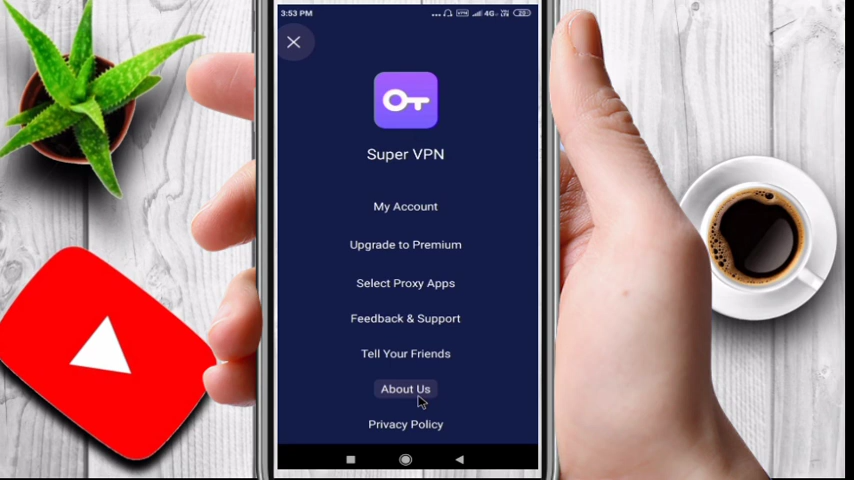 3:53 PM
4G
Super VPN
My Account
Upgrade to Premium
Select Proxy Apps
Feedback & Support
Tell Your Friends
About Us
Privacy Policy